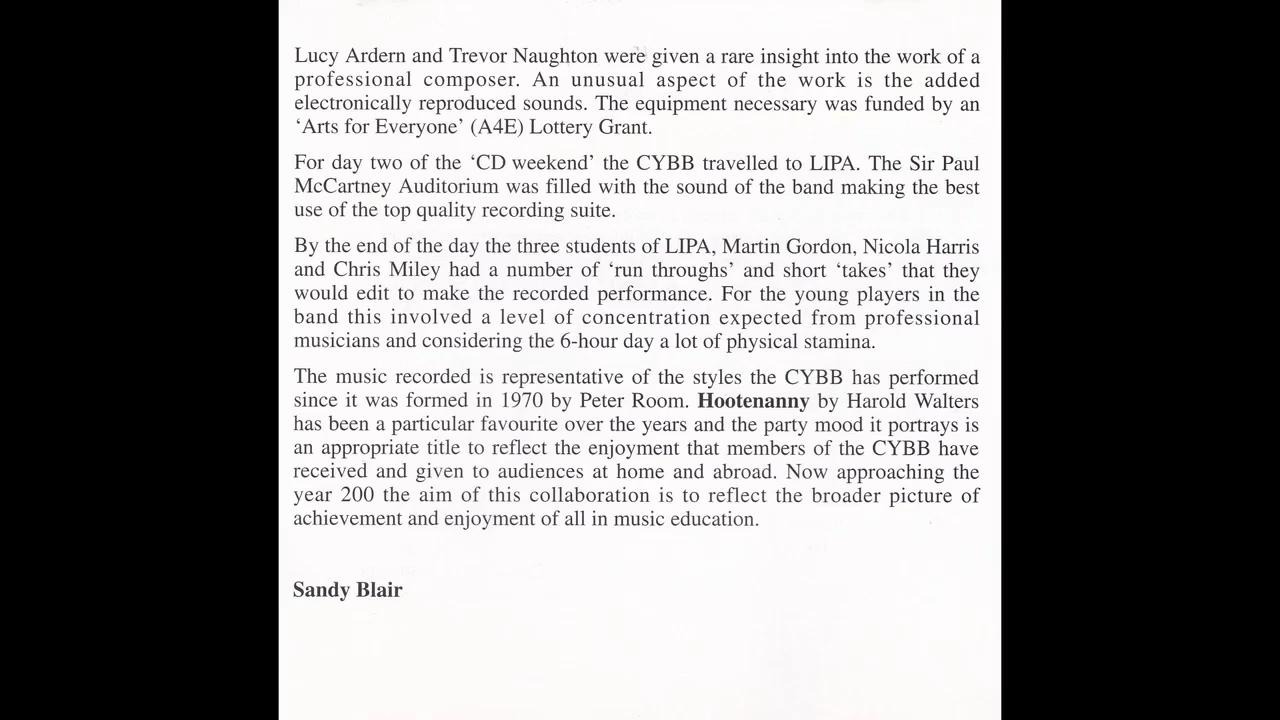 Lucy Ardern and Trevor Naughton were given a rare insight into the work of a
professional composer. An unusual aspect of the work is the added
electronically reproduced sounds. The equipment necessary was funded by an
‘Arts for Everyone’ (A4E) Lottery Grant.
For day two of the ‘CD weekend’ the CYBB travelled to LIPA. The Sir Paul
McCartney Auditorium was filled with the sound of the band making the best
use of the top quality recording suite.
By the end of the day the three students of LIPA, Martin Gordon, Nicola Harris
and Chris Miley had a number of ‘run throughs’ and short ‘takes’ that they
would edit to make the recorded performance. For the young players in the
band this involved a level of concentration expected from professional
musicians and considering the 6-hour day a lot of physical stamina.
The music recorded is representative of the styles the CYBB has performed
since it was formed in 1970 by Peter Room. Hootenanny by Harold Walters
has been a particular favourite over the years and the party mood it portrays is
an appropriate title to reflect the enjoyment that members of the CYBB have
received and given to audiences at home and abroad. Now approaching the
year 200 the aim of this collaboration is to reflect the broader picture of
achievement and enjoyment of all in music education.
Sandy Blair